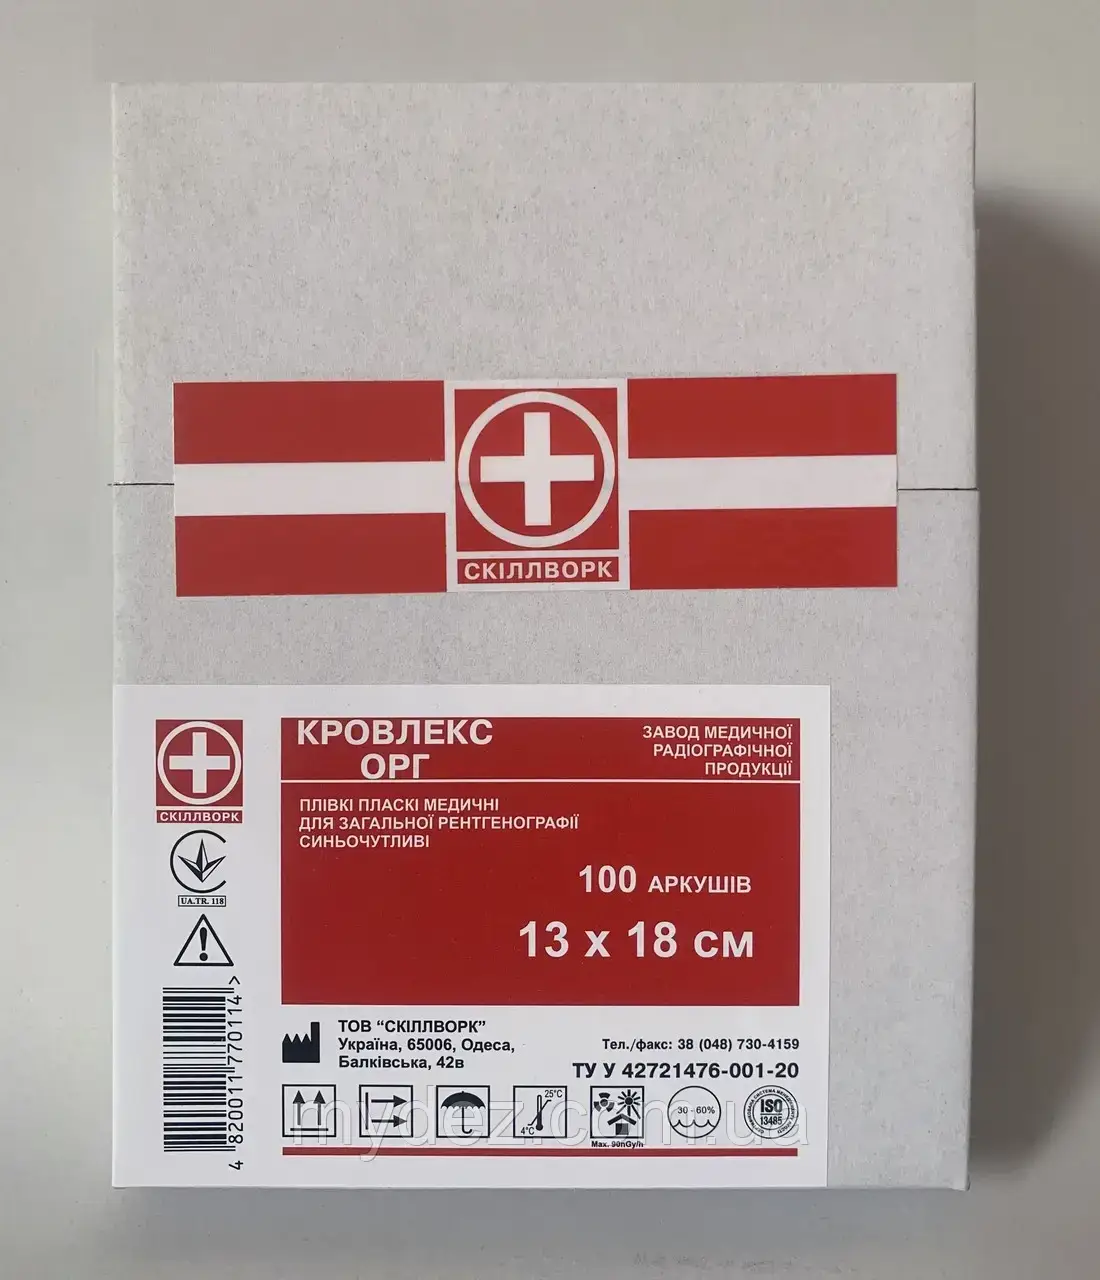 СКІЛЛВОРК
КРОВЛЕКС
ОРГ
ЗАВОД МЕДИЧНОЇ
РАДІОГРАФІЧНОЇ
ПРОДУКЦІЇ
СКІЛЛВОРК
ПЛІВКІ ПЛАСКІ МЕДИЧНІ
ДЛЯ ЗАГАЛЬНОЇ РЕНТГЕНОГРАФІЇ
СИНЬОЧУТЛИВІ
UA.TR. 118
100 АРКУШІВ
13 х 18 см
ТОВ “СКІЛЛВОРК”
Україна, 65006, Одеса,
Балківська, 42в
Тел./факс: 38 (048) 730-4159
ТУ У 42721476-001-20
4 820011 770114 >
25°C
4°C
Max. 90nGy/h
30 - 60%
ISO
13485
mydez.com.ua